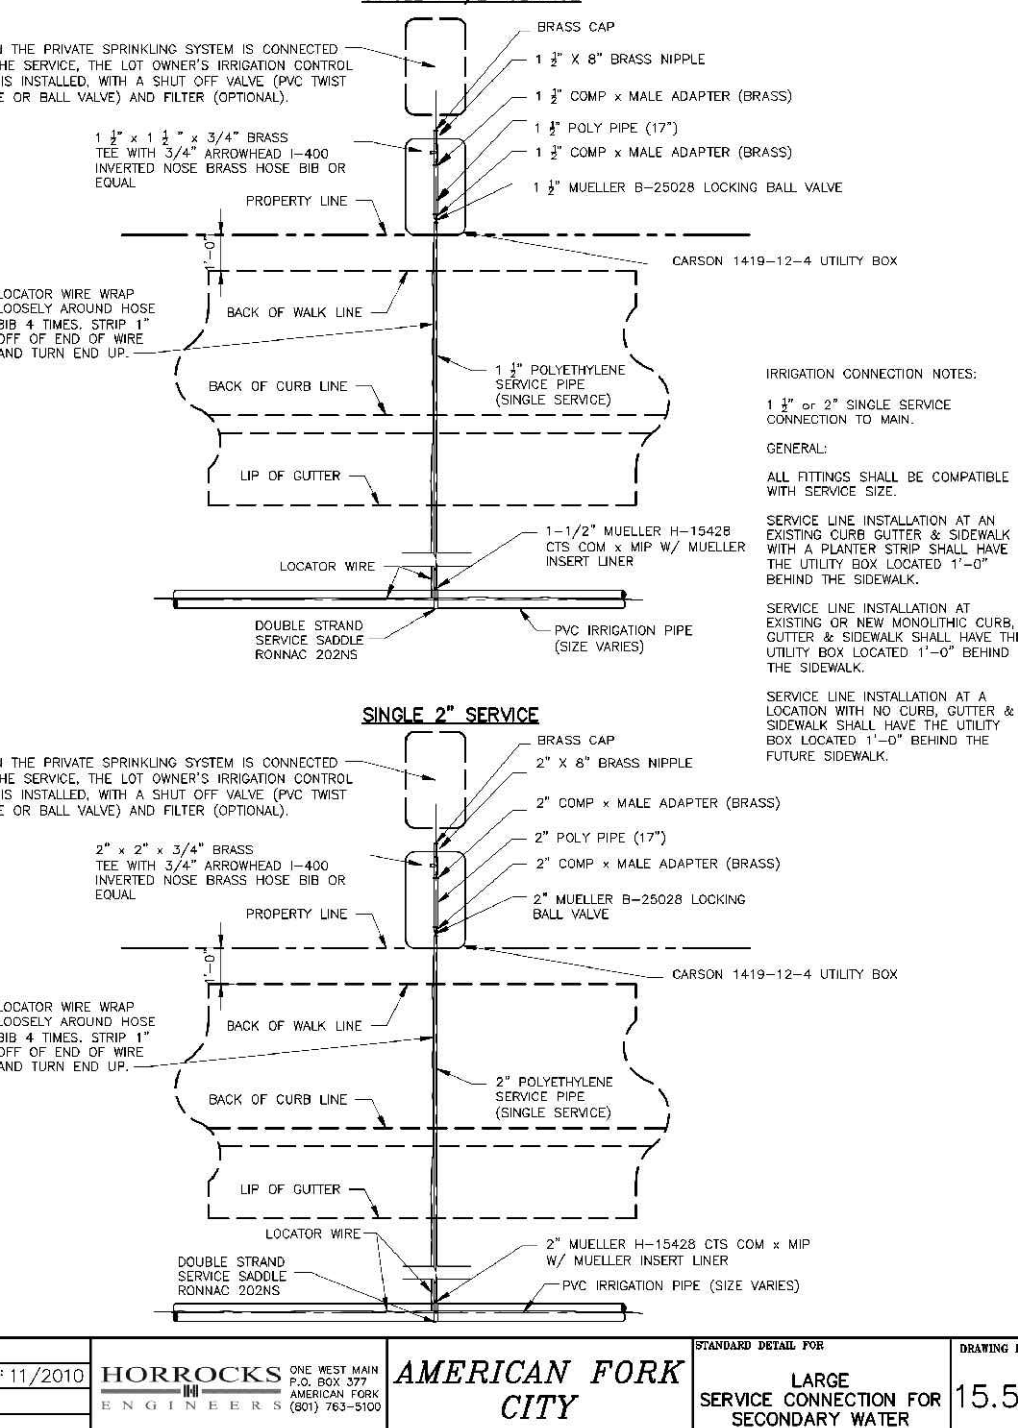 BRASS CAP
THE PRIVATE SPRINKLING SYSTEM IS CONNECTED
SERVICE, THE LOT OWNER'S IRRIGATION CONTROL
IS INSTALLED, WITH A SHUT OFF VALVE (PVC TWIST
OR BALL VALVE) AND FILTER (OPTIONAL).
1 ½" X 8" BRASS NIPPLE
1 ½" COMP x MALE ADAPTER (BRASS)
1 ½" POLY PIPE (17")
1 ½" COMP x MALE ADAPTER (BRASS)
1 ½" MUELLER B-25028 LOCKING BALL VALVE
1 ½" x 1 ½ " x 3/4" BRASS
TEE WITH 3/4" ARROWHEAD I-400
INVERTED NOSE BRASS HOSE BIB OR
EQUAL
PROPERTY LINE
1'-0"
CARSON 1419-12-4 UTILITY BOX
LOCATOR WIRE WRAP
LOOSELY AROUND HOSE
BIB 4 TIMES. STRIP 1"
OFF OF END OF WIRE
AND TURN END UP.
BACK OF WALK LINE
1 ½" POLYETHYLENE
SERVICE PIPE
(SINGLE SERVICE)
BACK OF CURB LINE
LIP OF GUTTER
1-1/2" MUELLER H-15428
CTS COM x MIP W/ MUELLER
INSERT LINER
LOCATOR WIRE
DOUBLE STRAND
SERVICE SADDLE
RONNAC 202NS
PVC IRRIGATION PIPE
(SIZE VARIES)
IRRIGATION CONNECTION NOTES:
1 ½" or 2" SINGLE SERVICE
CONNECTION TO MAIN.
GENERAL:
ALL FITTINGS SHALL BE COMPATIBLE
WITH SERVICE SIZE.
SERVICE LINE INSTALLATION AT AN
EXISTING CURB GUTTER & SIDEWALK
WITH A PLANTER STRIP SHALL HAVE
THE UTILITY BOX LOCATED 1'-0"
BEHIND THE SIDEWALK.
SERVICE LINE INSTALLATION AT
EXISTING OR NEW MONOLITHIC CURB,
GUTTER & SIDEWALK SHALL HAVE TH
UTILITY BOX LOCATED 1'-0" BEHIND
THE SIDEWALK.
SERVICE LINE INSTALLATION AT A
LOCATION WITH NO CURB, GUTTER &
SIDEWALK SHALL HAVE THE UTILITY
BOX LOCATED 1'-0" BEHIND THE
FUTURE SIDEWALK.
SINGLE 2" SERVICE
BRASS CAP
THE PRIVATE SPRINKLING SYSTEM IS CONNECTED
SERVICE, THE LOT OWNER'S IRRIGATION CONTROL
IS INSTALLED, WITH A SHUT OFF VALVE (PVC TWIST
OR BALL VALVE) AND FILTER (OPTIONAL).
2" X 8" BRASS NIPPLE
2" COMP x MALE ADAPTER (BRASS)
2" POLY PIPE (17")
2" COMP x MALE ADAPTER (BRASS)
2" MUELLER B-25028 LOCKING
BALL VALVE
2" x 2" x 3/4" BRASS
TEE WITH 3/4" ARROWHEAD I-400
INVERTED NOSE BRASS HOSE BIB OR
EQUAL
PROPERTY LINE
1'-0"
CARSON 1419-12-4 UTILITY BOX
LOCATOR WIRE WRAP
LOOSELY AROUND HOSE
BIB 4 TIMES. STRIP 1"
OFF OF END OF WIRE
AND TURN END UP.
BACK OF WALK LINE
2" POLYETHYLENE
SERVICE PIPE
(SINGLE SERVICE)
BACK OF CURB LINE
LIP OF GUTTER
LOCATOR WIRE
2" MUELLER H-15428 CTS COM x MIP
W/ MUELLER INSERT LINER
DOUBLE STRAND
SERVICE SADDLE
RONNAC 202NS
PVC IRRIGATION PIPE (SIZE VARIES)
11/2010
HORROCKS
ENGINEERS
ONE WEST MAIN
P.O. BOX 377
AMERICAN FORK
(801) 763-5100
AMERICAN FORK
CITY
STANDARD DETAIL FOR
LARGE
SERVICE CONNECTION FOR
SECONDARY WATER
DRAWING
15.5